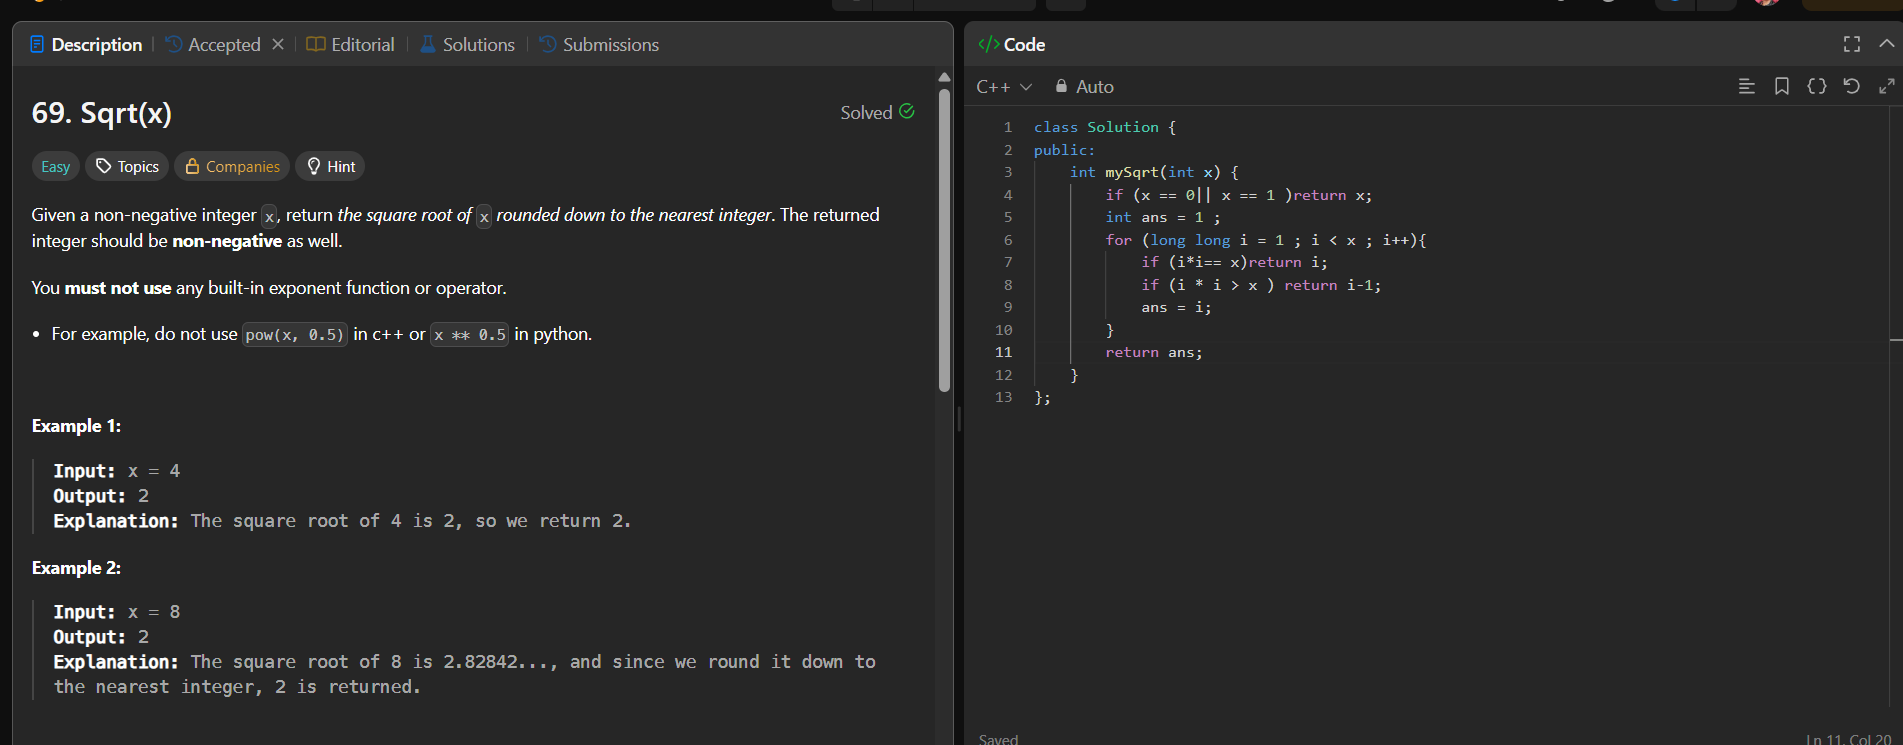 Description
Accepted
Editorial
Solutions
Submissions
69. Sqrt(x)
Solved
Easy
Topics
Companies
Hint
Given a non-negative integer x, return the square root of x rounded down to the nearest integer. The returned
integer should be non-negative as well.
You must not use any built-in exponent function or operator.
• For example, do not use pow(x, 0.5) in c++ or x ** 0.5 in python.
Example 1:
Input: x = 4
Output: 2
Explanation: The square root of 4 is 2, so we return 2.
Example 2:
Input: x = 8
Output: 2
Explanation: The square root of 8 is 2.82842..., and since we round it down to
the nearest integer, 2 is returned.
</> Code
C++
Auto
1 class Solution {
2 public:
3     int mySqrt(int x) {
4         if (x == 0|| x == 1 )return x;
5         int ans = 1 ;
6         for (long long i = 1 ; i < x ; i++){
7             if (i*i== x)return i;
8             if (i * i > x ) return i-1;
9             ans = i;
10         }
11         return ans;
12     }
13 };
Saved
Ln 11, Col 20